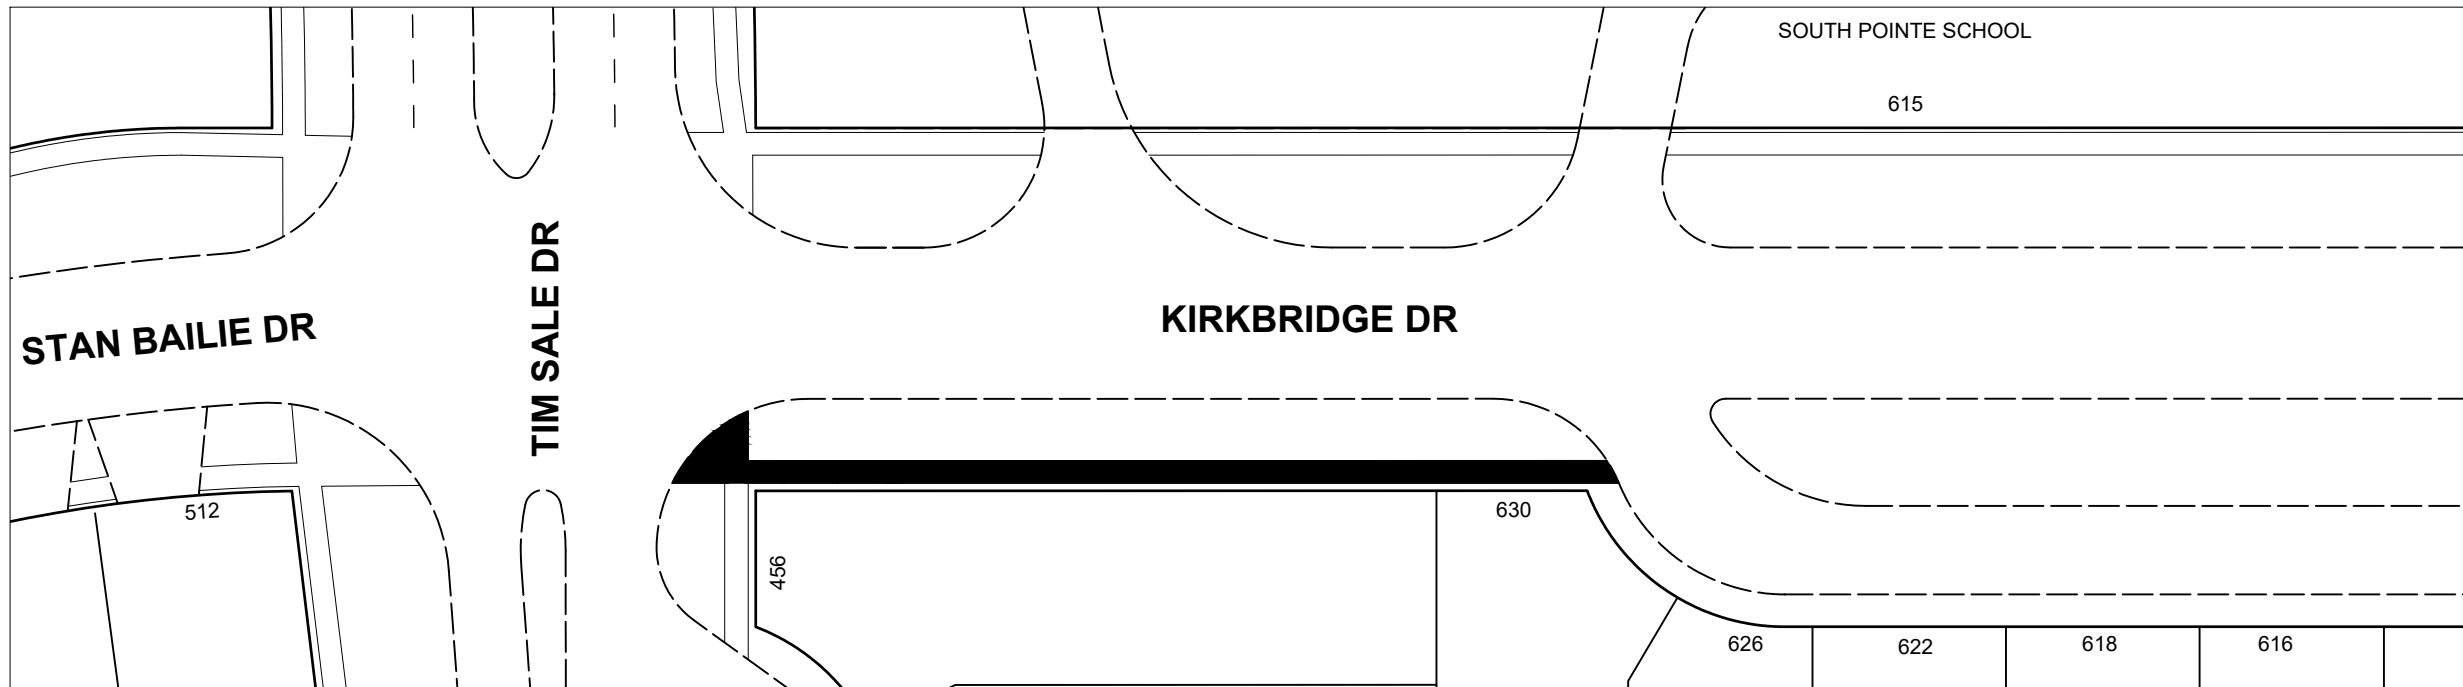 SOUTH POINTE SCHOOL
615
TIM SALE DR
KIRKBRIDGE DR
STAN BAILIE DR
512
630
456
626
622
618
616